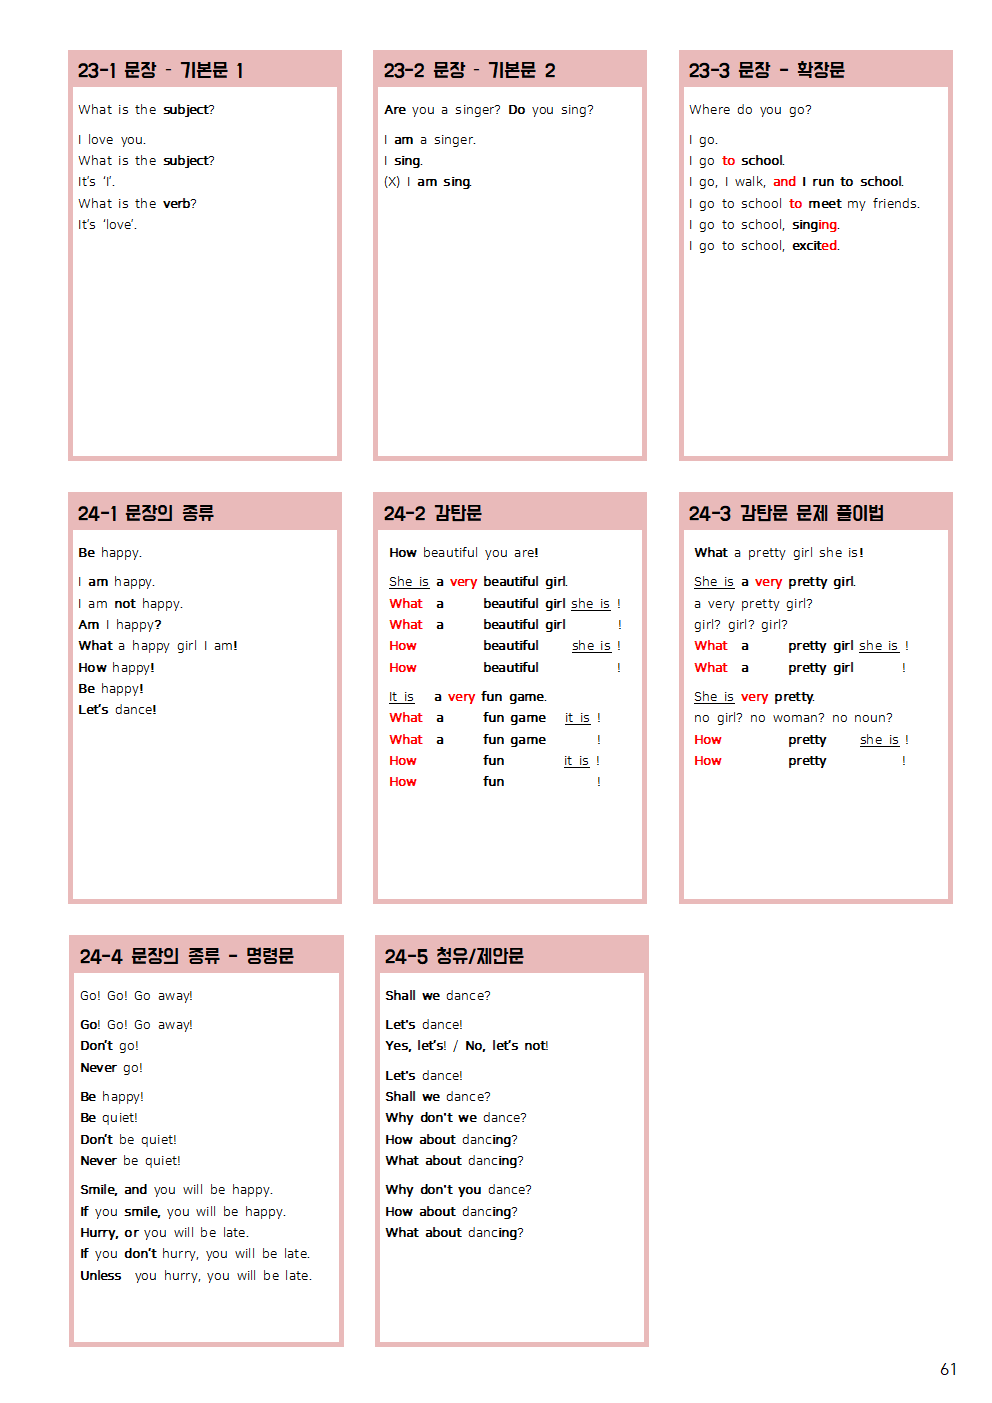 23-1 문장 - 기본문 1
What is the subject?
I love you.
What is the subject?
It's 'I'.
What is the verb?
It's 'love'.
23-2 문장 - 기본문 2
Are you a singer? Do you sing?
I am a singer.
I sing.
(X) I am sing.
23-3 문장 - 확장문
Where do you go?
I go.
I go to school.
I go, I walk, and I run to school.
I go to school to meet my friends.
I go to school, singing.
I go to school, excited.
24-1 문장의 종류
Be happy.
I am happy.
I am not happy.
Am I happy?
What a happy girl I am!
How happy!
Be happy!
Let's dance!
24-2 감탄문
How beautiful you are!
She is a very beautiful girl.
What a beautiful girl she is !
What a beautiful girl !
How beautiful she is !
How beautiful !
It is a very fun game.
What a fun game it is !
What a fun game !
How fun it is !
How fun !
24-3 감탄문 문제 풀이법
What a pretty girl she is!
She is a very pretty girl.
a very pretty girl?
girl? girl? girl?
What a pretty girl she is !
What a pretty girl !
She is very pretty.
no girl? no woman? no noun?
How pretty she is !
How pretty !
24-4 문장의 종류 - 명령문
Go! Go! Go away!
Go! Go! Go away!
Don't go!
Never go!
Be happy!
Be quiet!
Don't be quiet!
Never be quiet!
Smile, and you will be happy.
If you smile, you will be happy.
Hurry, or you will be late.
If you don't hurry, you will be late.
Unless you hurry, you will be late.
24-5 청유/제안문
Shall we dance?
Let's dance!
Yes, let's! / No, let's not!
Let's dance!
Shall we dance?
Why don't we dance?
How about dancing?
What about dancing?
Why don't you dance?
How about dancing?
What about dancing?
61